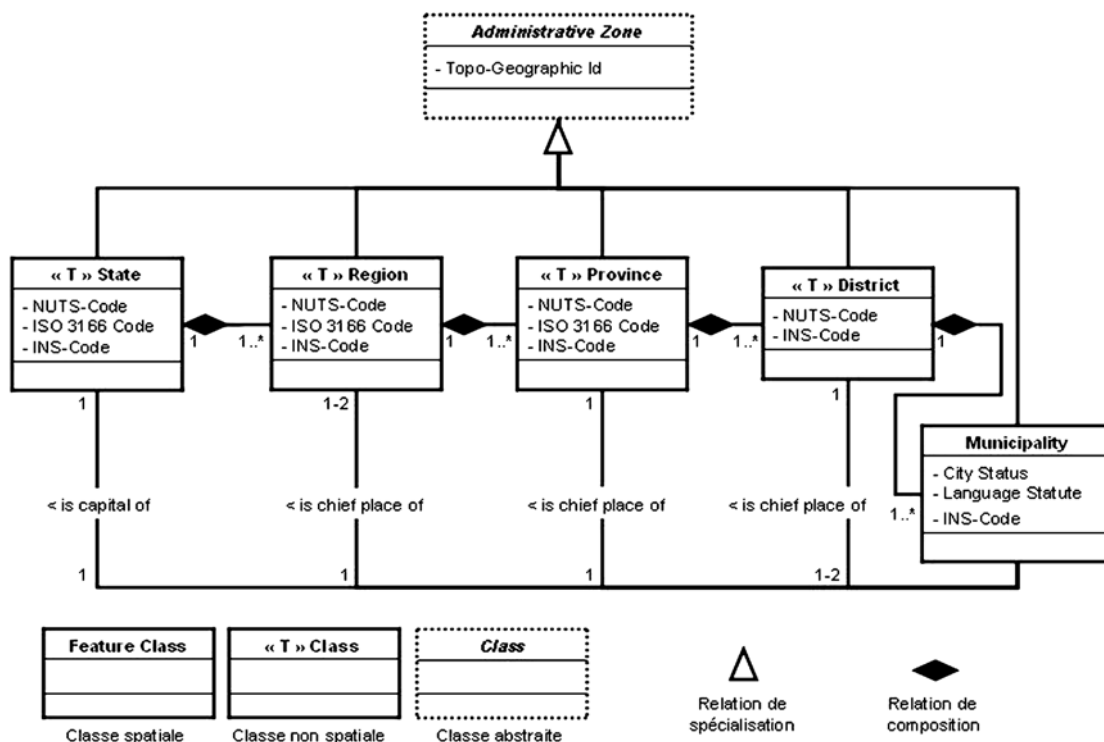 Administrative Zone
- Topo-Geographic Id
« T » State
- NUTS-Code
- ISO 3166 Code
- INS-Code
1
1..*
« T » Region
- NUTS-Code
- ISO 3166 Code
- INS-Code
1
1..*
« T » Province
- NUTS-Code
- ISO 3166 Code
- INS-Code
1
1..*
« T » District
- NUTS-Code
- INS-Code
1
1..*
Municipality
- City Status
- Language Statute
- INS-Code
1
1-2
1
1
< is capital of
< is chief place of
< is chief place of
< is chief place of
1
1
1
1-2
Feature Class
« T » Class
Class
Classe spatiale
Classe non spatiale
Classe abstraite
Relation de
spécialisation
Relation de
composition